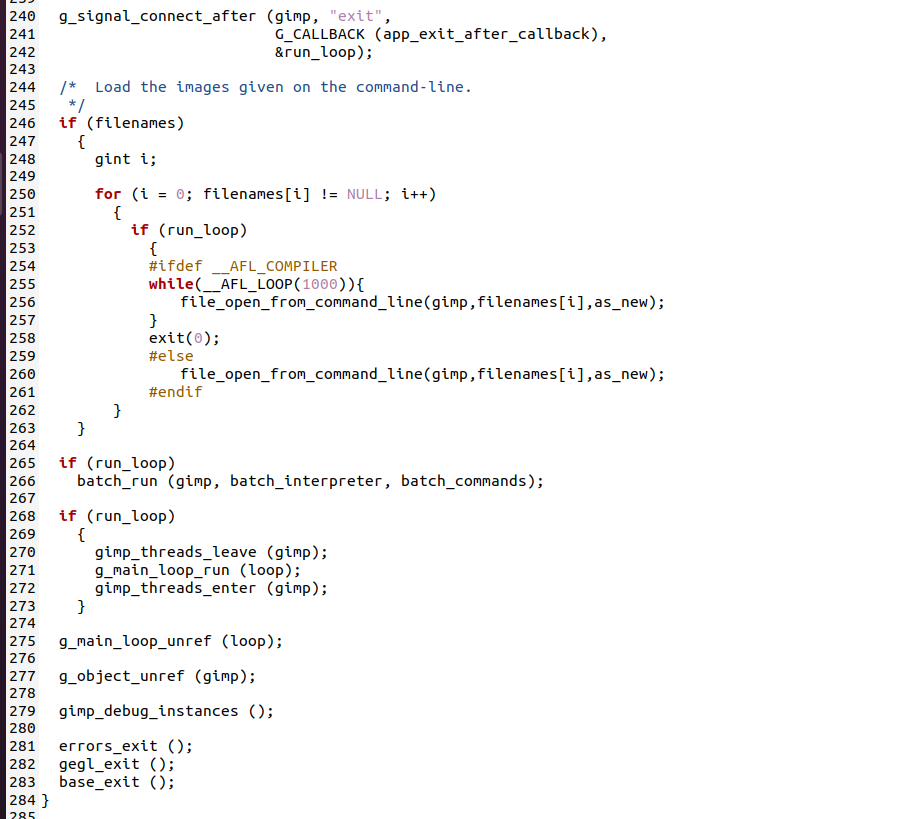 240 g_signal_connect_after (gimp, "exit",
241 G_CALLBACK (app_exit_after_callback),
242 &run_loop);
243
244 /* Load the images given on the command-line.
245 */
246 if (filenames)
247 {
248 gint i;
249
250 for (i = 0; filenames[i] != NULL; i++)
251 {
252 if (run_loop)
253 {
254 #ifdef __AFL_COMPILER
255 while(__AFL_LOOP(1000)){
256 file_open_from_command_line(gimp,filenames[i],as_new);
257 }
258 exit(0);
259 #else
260 file_open_from_command_line(gimp,filenames[i],as_new);
261 #endif
262 }
263 }
264
265 if (run_loop)
266 batch_run (gimp, batch_interpreter, batch_commands);
267
268 if (run_loop)
269 {
270 gimp_threads_leave (gimp);
271 g_main_loop_run (loop);
272 gimp_threads_enter (gimp);
273 }
274
275 g_main_loop_unref (loop);
276
277 g_object_unref (gimp);
278
279 gimp_debug_instances ();
280
281 errors_exit ();
282 gegl_exit ();
283 base_exit ();
284 }
285